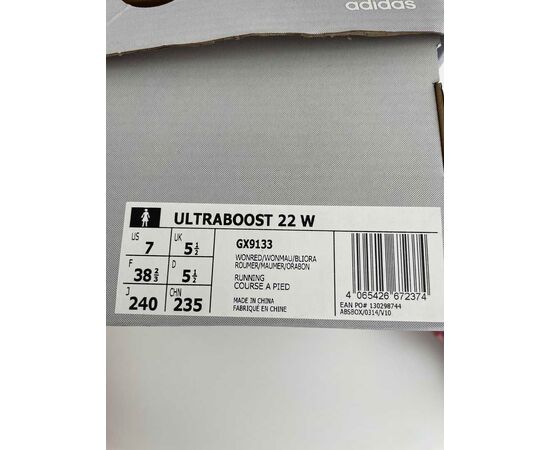 adidas
ULTRABOOST 22 W
US UK
7 5½
F D
38⅔ 5½
J CHN
240 235
GX9133
WONRED/WONMAU/BLIORA
ROUMER/MAUMER/ORABON
RUNNING
COURSE A PIED
MADE IN CHINA
FABRIQUE EN CHINE
4 065426 672374
EAN PO# 130298744
ABSBOX/0314/V10